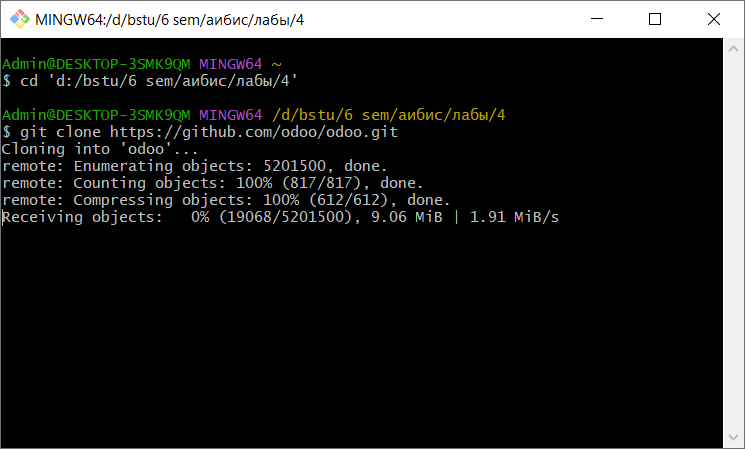 MINGW64:/d/bstu/6 sem/аибис/лабы/4
Admin@DESKTOP-3SMK9QM MINGW64 ~
$ cd 'd:/bstu/6 sem/аибис/лабы/4'
Admin@DESKTOP-3SMK9QM MINGW64 /d/bstu/6 sem/аибис/лабы/4
$ git clone https://github.com/odoo/odoo.git
Cloning into 'odoo'...
remote: Enumerating objects: 5201500, done.
remote: Counting objects: 100% (817/817), done.
remote: Compressing objects: 100% (612/612), done.
Receiving objects:   0% (19068/5201500), 9.06 MiB | 1.91 MiB/s